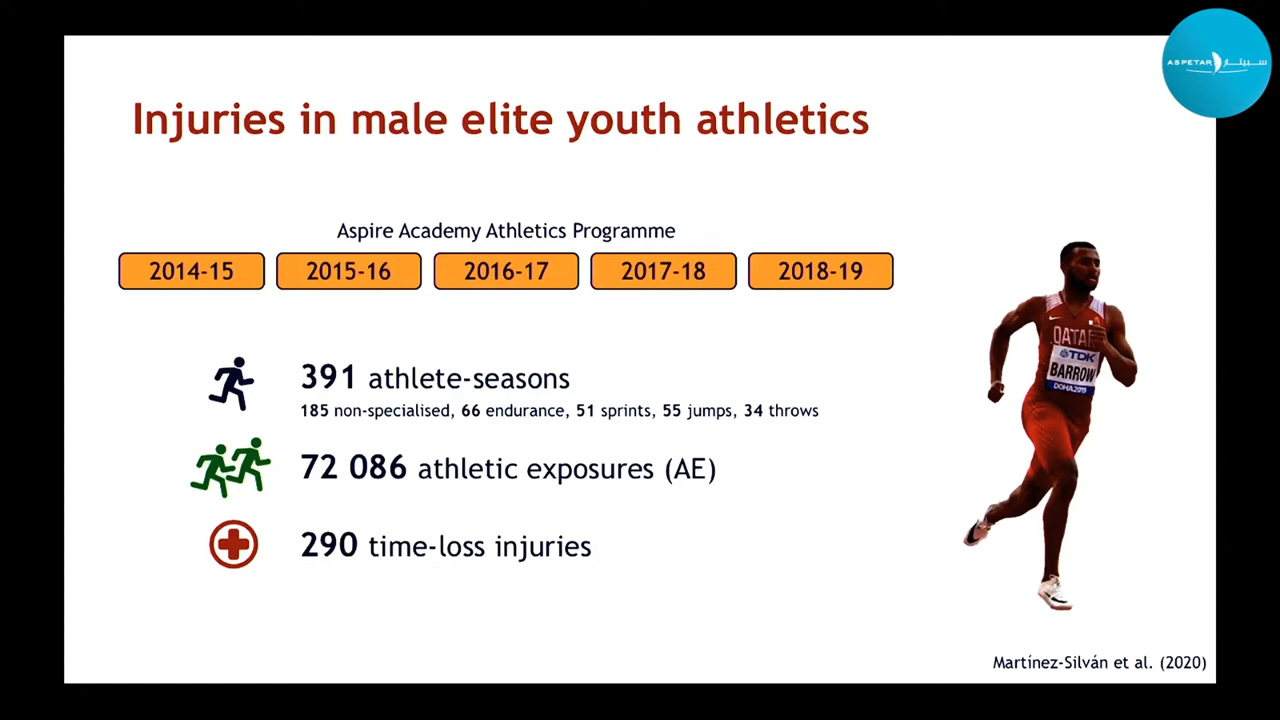 ASPETAR سبيتار
Injuries in male elite youth athletics
Aspire Academy Athletics Programme
2014-15 2015-16 2016-17 2017-18 2018-19
391 athlete-seasons
185 non-specialised, 66 endurance, 51 sprints, 55 jumps, 34 throws
72 086 athletic exposures (AE)
290 time-loss injuries
QATAR
TDK
BARROW
DOHA2019
Martínez-Silván et al. (2020)